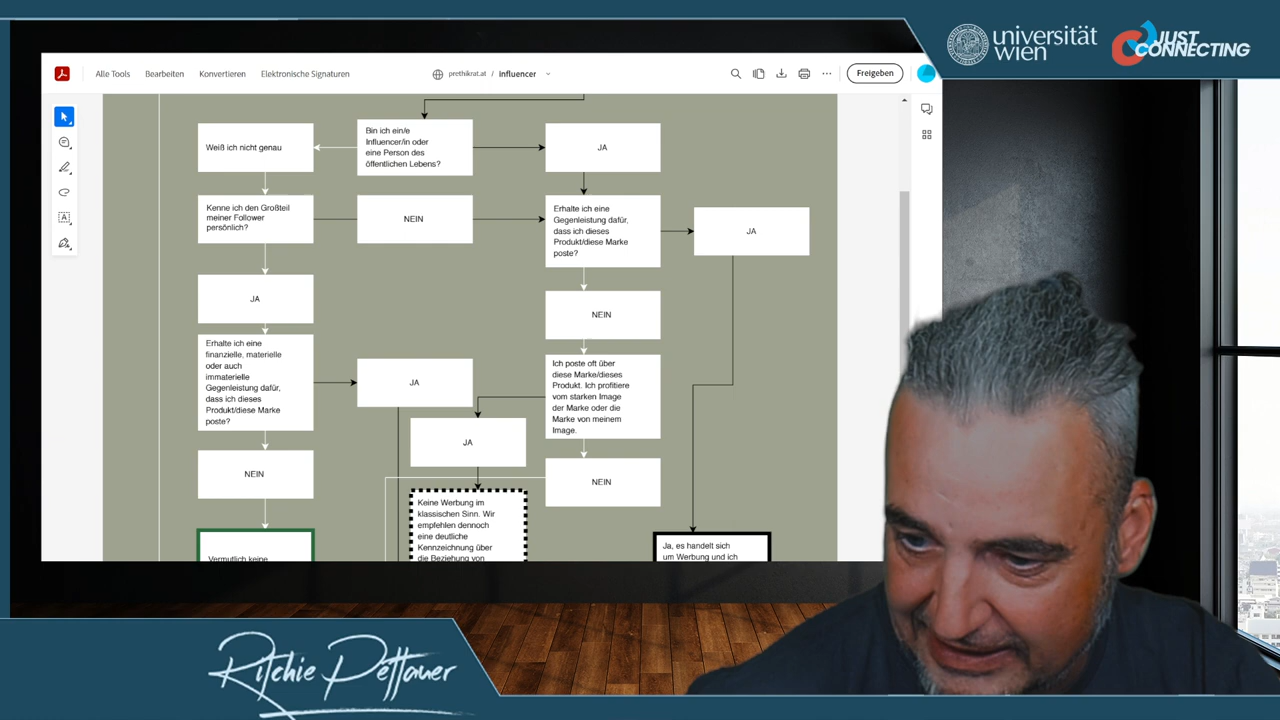 universität
wien
JUST
CONNECTING
Alle Tools
Bearbeiten
Konvertieren
Elektronische Signaturen
prethikrat.at / influencer
Freigeben
Weiß ich nicht genau
Bin ich ein/e
Influencer/in oder
eine Person des
öffentlichen Lebens?
JA
Kenne ich den Großteil
meiner Follower
persönlich?
NEIN
Erhalte ich eine
Gegenleistung dafür,
dass ich dieses
Produkt/diese Marke
poste?
JA
JA
NEIN
Erhalte ich eine
finanzielle, materielle
oder auch
immaterielle
Gegenleistung dafür,
dass ich dieses
Produkt/diese Marke
poste?
JA
Ich poste oft über
diese Marke/dieses
Produkt. Ich profitiere
vom starken Image
der Marke oder die
Marke von meinem
Image.
JA
NEIN
NEIN
Keine Werbung im
klassischen Sinn. Wir
empfehlen dennoch
eine deutliche
Kennzeichnung über
die Beziehung von
Vermutlich keine
Ja, es handelt sich
um Werbung und ich
Ritchie Pettauer